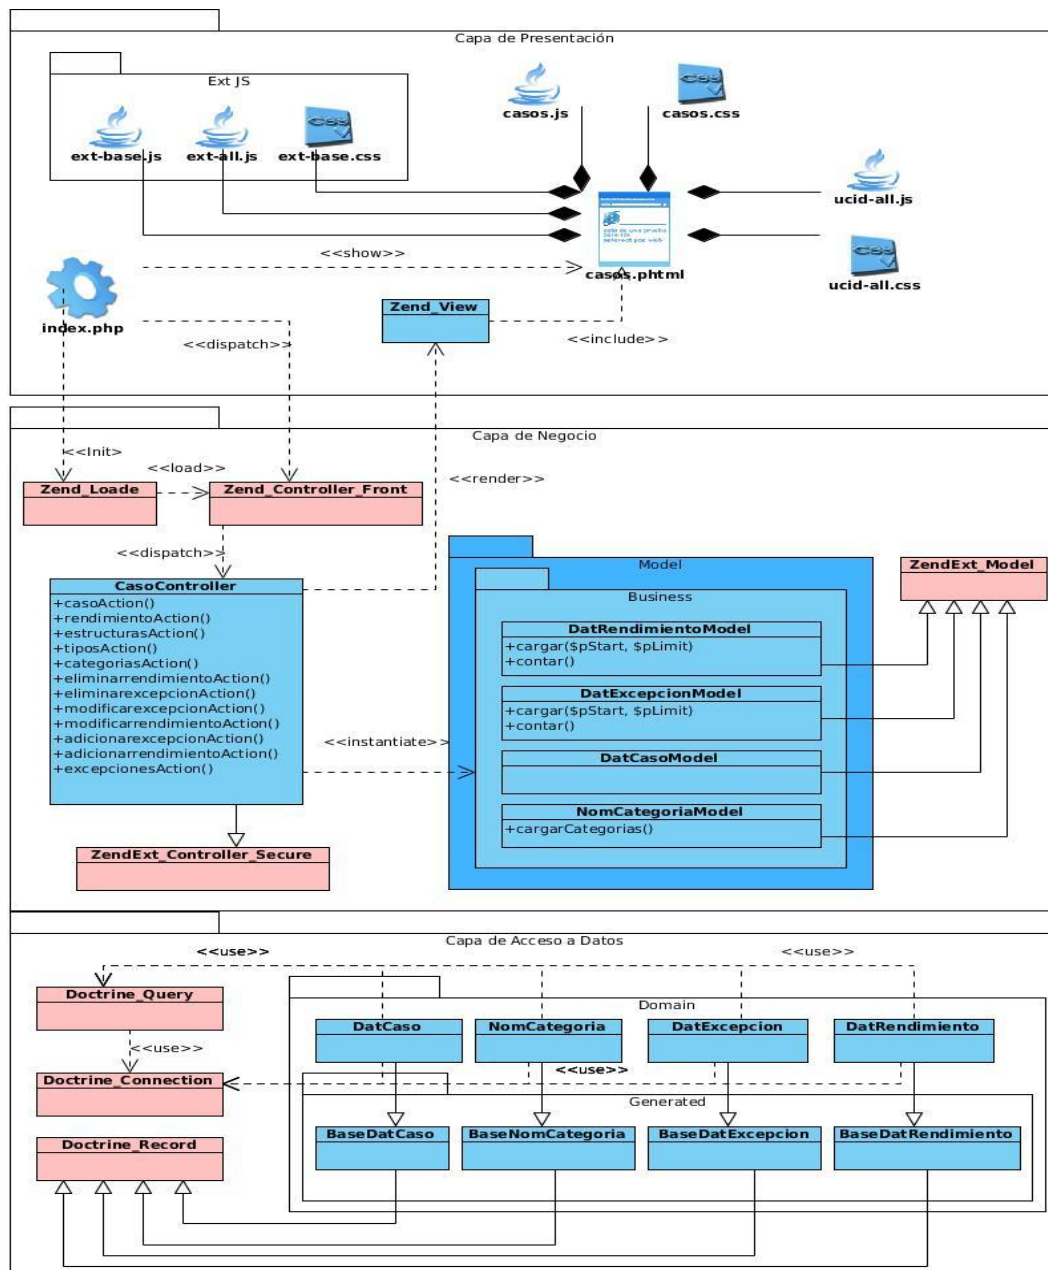 Capa de Presentación
Ext JS
ext-base.js
ext-all.js
ext-base.css
casos.js
casos.css
ucid-all.js
ucid-all.css
casos.phtml
<<show>>
index.php
Zend_View
<<dispatch>>
<<include>>
Capa de Negocio
<<Init>
<<load>>
<<render>>
Zend_Loade
Zend_Controller_Front
<<dispatch>>
CasoController
+casoAction()
+rendimientoAction()
+estructurasAction()
+tiposAction()
+categoriasAction()
+eliminarrendimientoAction()
+eliminarexcepcionAction()
+modificarexcepcionAction()
+modificarrendimientoAction()
+adicionarexcepcionAction()
+adicionarrendimientoAction()
+excepcionesAction()
<<instantiate>>
ZendExt_Controller_Secure
Model
Business
DatRendimientoModel
+cargar($pStart, $pLimit)
+contar()
DatExcepcionModel
+cargar($pStart, $pLimit)
+contar()
DatCasoModel
NomCategoriaModel
+cargarCategorias()
ZendExt_Model
Capa de Acceso a Datos
<<use>>
<<use>>
Doctrine_Query
<<use>>
Doctrine_Connection
Doctrine_Record
Domain
DatCaso
NomCategoria
DatExcepcion
DatRendimiento
<<use>>
Generated
BaseDatCaso
BaseNomCategoria
BaseDatExcepcion
BaseDatRendimiento